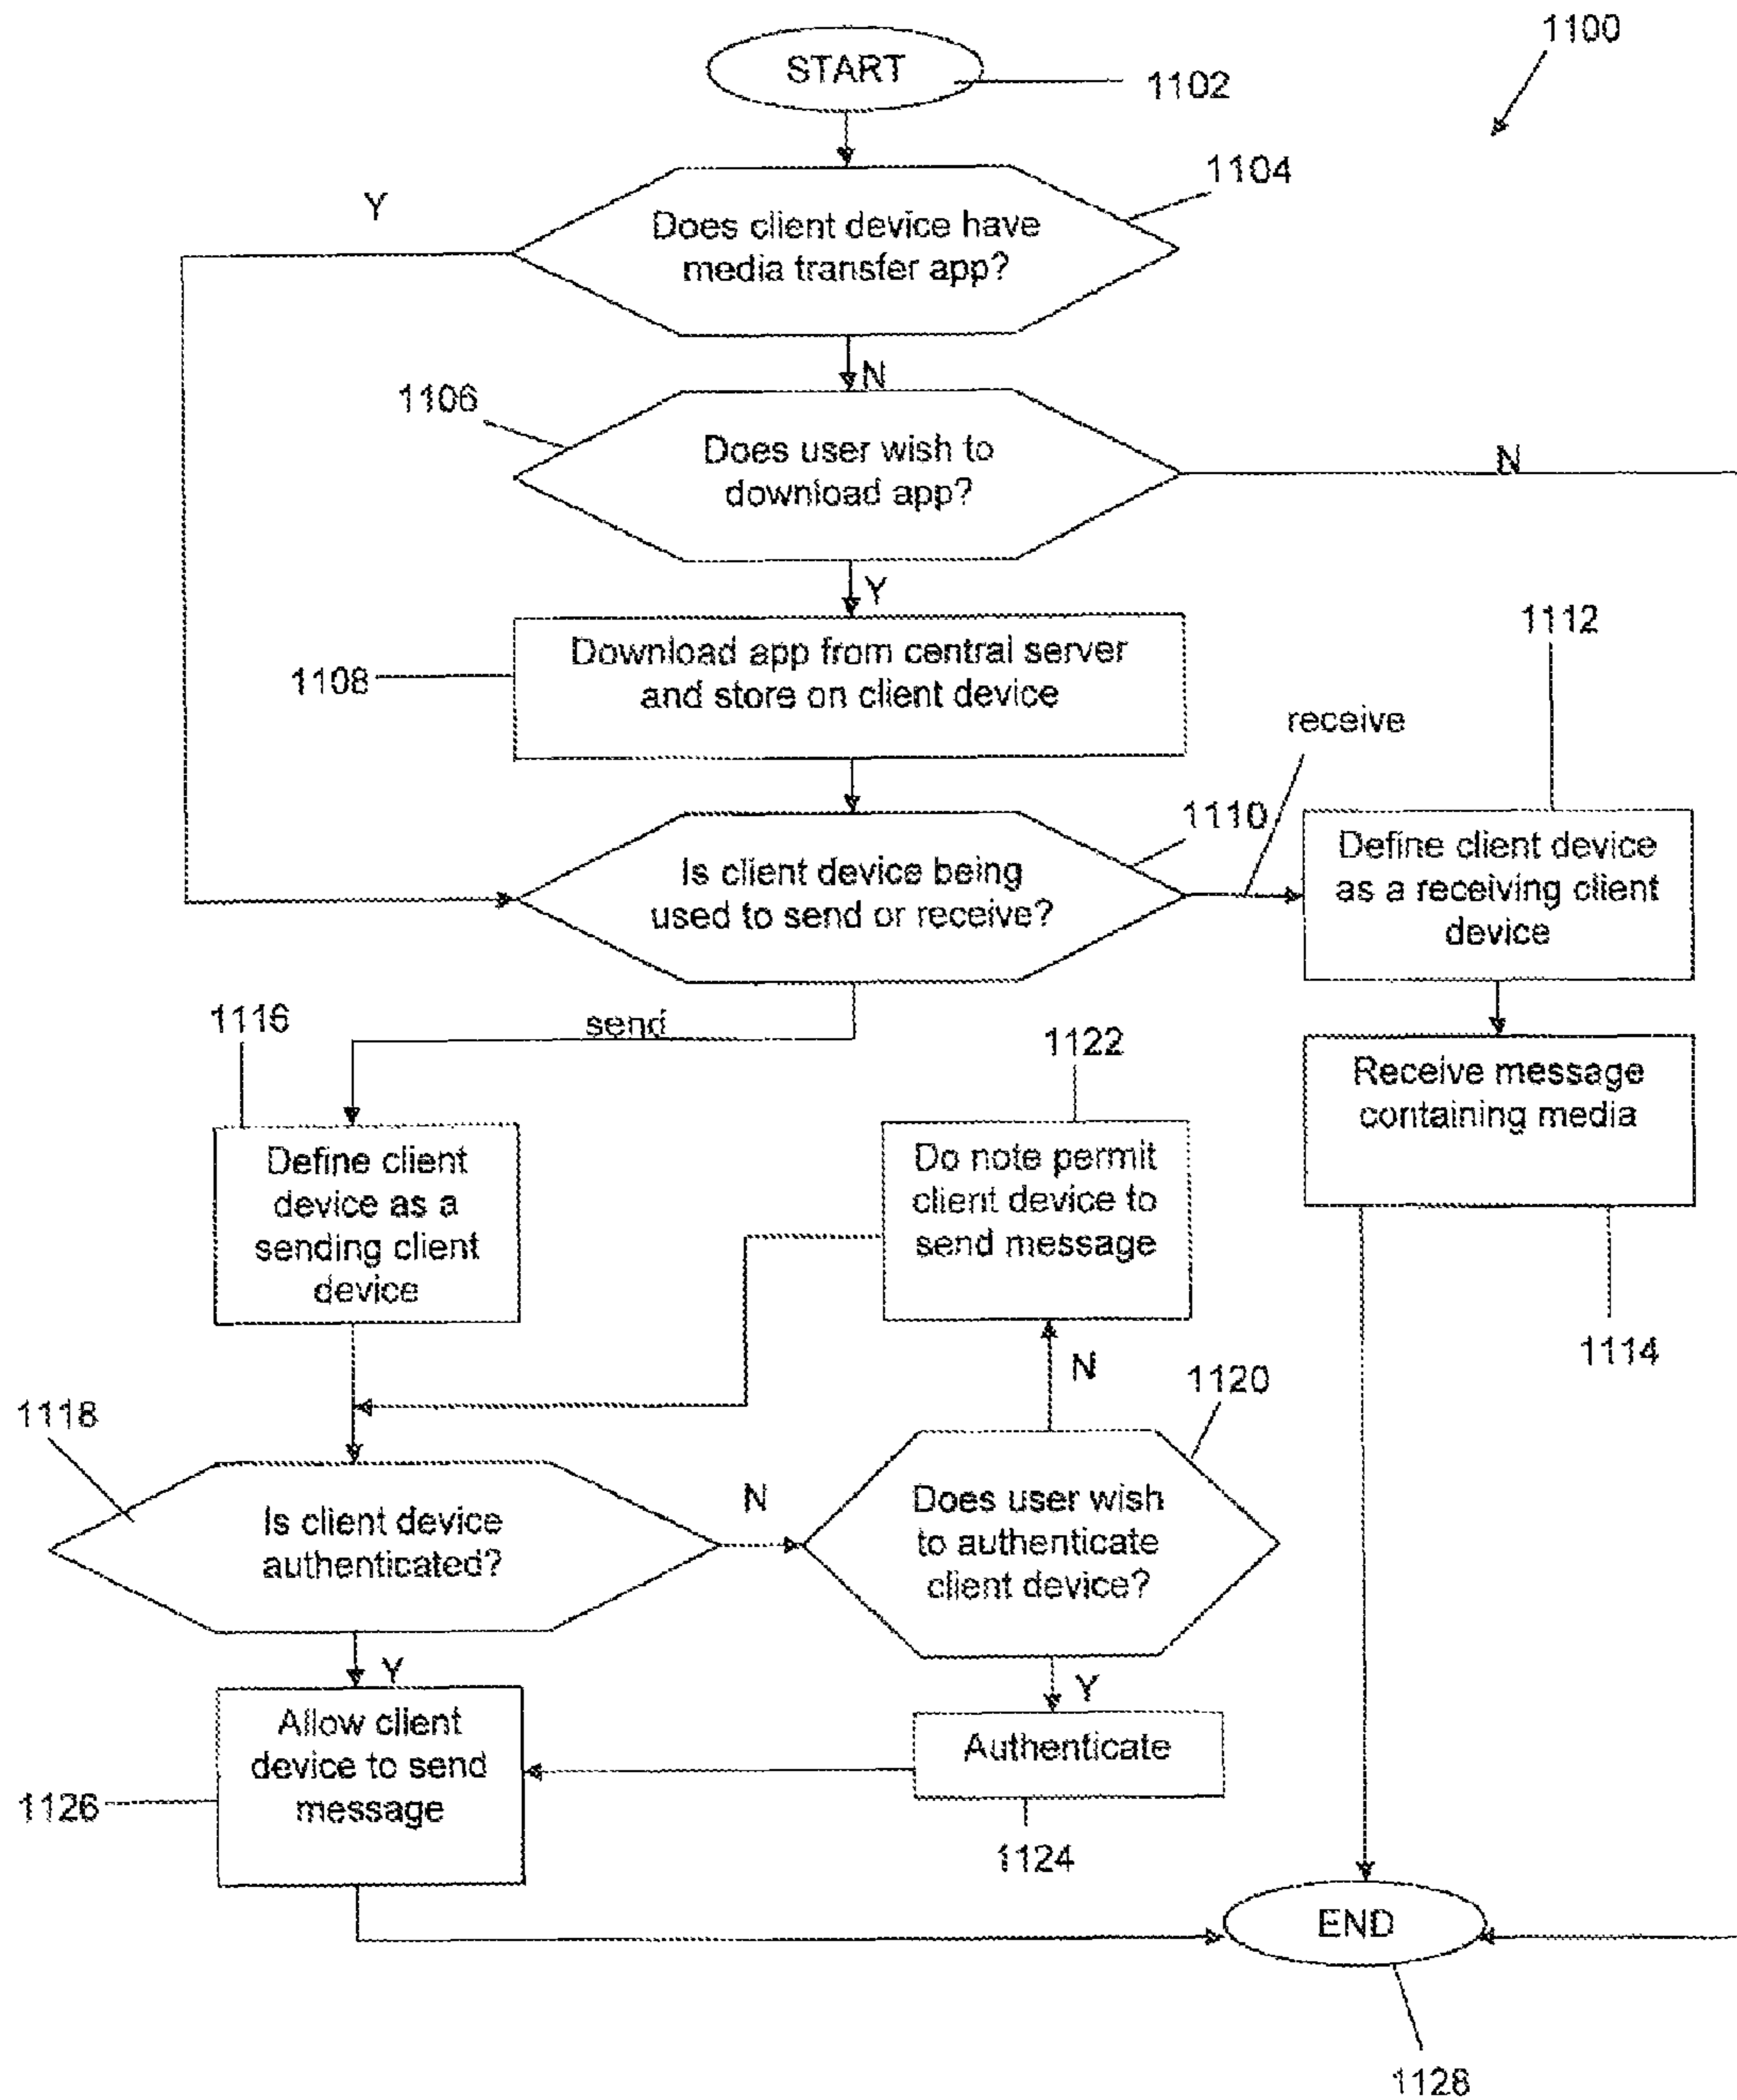 1100
START
1102
1104
Y
Does client device have
media transfer app?
N
1106
Does user wish to
download app?
N
Y
1112
1108
Download app from central server
and store on client device
receive
1110
Is client device being
used to send or receive?
Define client device
as a receiving client
device
1116
send
1122
Receive message
containing media
Define client
device as a
sending client
device
Do note permit
client device to
send message
1114
N
1120
1118
Is client device
authenticated?
N
Does user wish
to authenticate
client device?
Y
Y
Allow client
device to send
message
Authenticate
1126
1124
END
1128